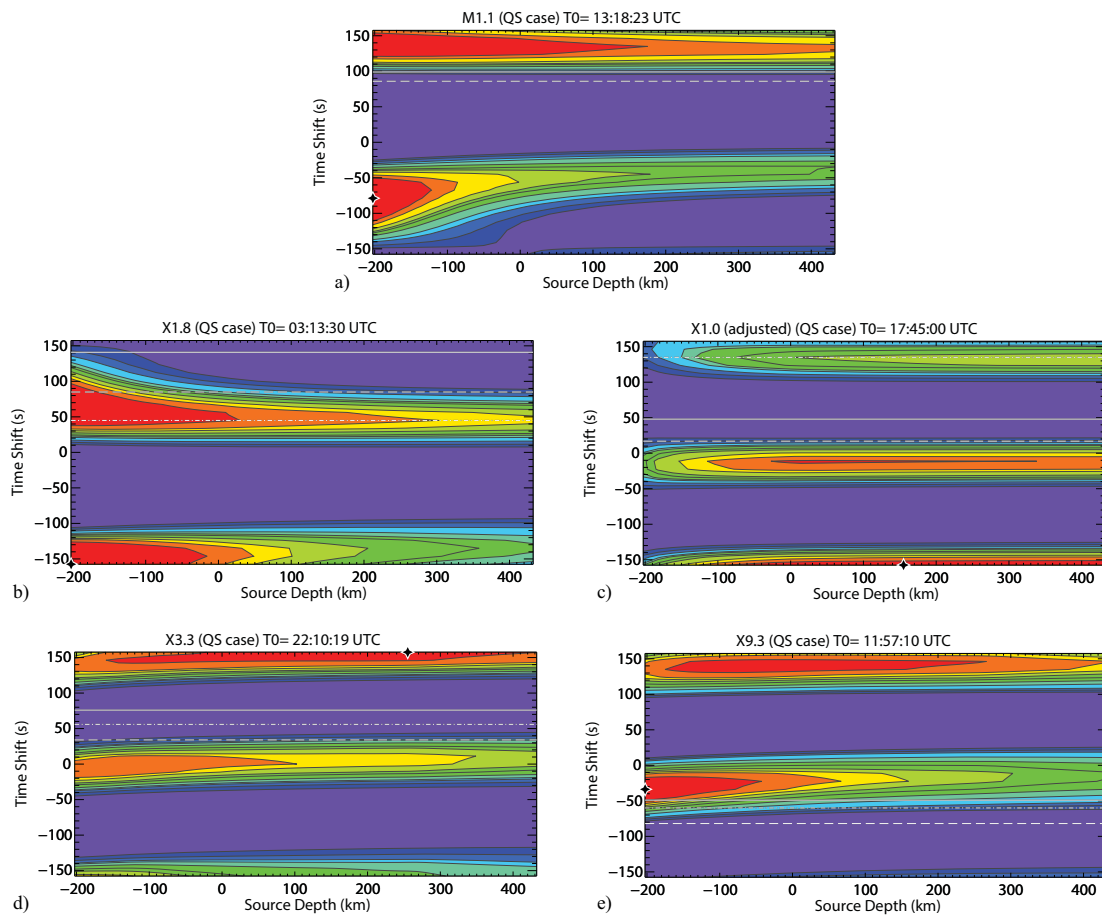 M1.1 (QS case) T0= 13:18:23 UTC
150
100
50
0
−50
−100
−150
Time Shift (s)
−200 −100 0 100 200 300 400
Source Depth (km)
a)
X1.8 (QS case) T0= 03:13:30 UTC
150
100
50
0
−50
−100
−150
Time Shift (s)
−200 −100 0 100 200 300 400
Source Depth (km)
b)
X1.0 (adjusted) (QS case) T0= 17:45:00 UTC
150
100
50
0
−50
−100
−150
Time Shift (s)
−200 −100 0 100 200 300 400
Source Depth (km)
c)
X3.3 (QS case) T0= 22:10:19 UTC
150
100
50
0
−50
−100
−150
Time Shift (s)
−200 −100 0 100 200 300 400
Source Depth (km)
d)
X9.3 (QS case) T0= 11:57:10 UTC
150
100
50
0
−50
−100
−150
Time Shift (s)
−200 −100 0 100 200 300 400
Source Depth (km)
e)